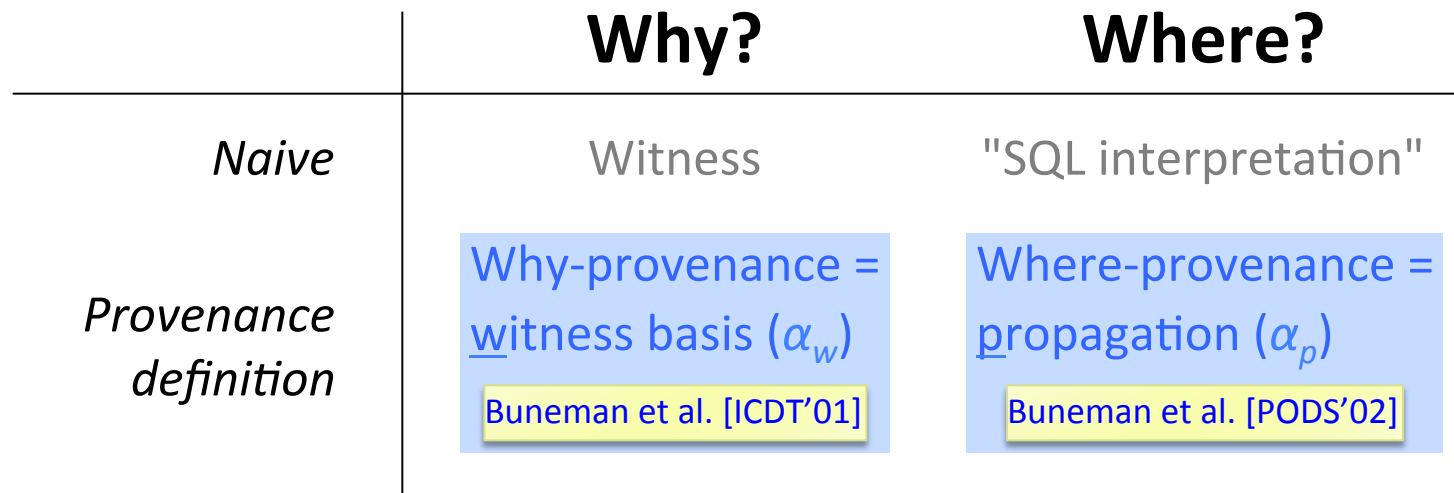 Why? Where?
Naive Witness "SQL interpretation"
Provenance definition
Why-provenance =
witness basis (αw)
Buneman et al. [ICDT’01]
Where-provenance =
propagation (αp)
Buneman et al. [PODS’02]